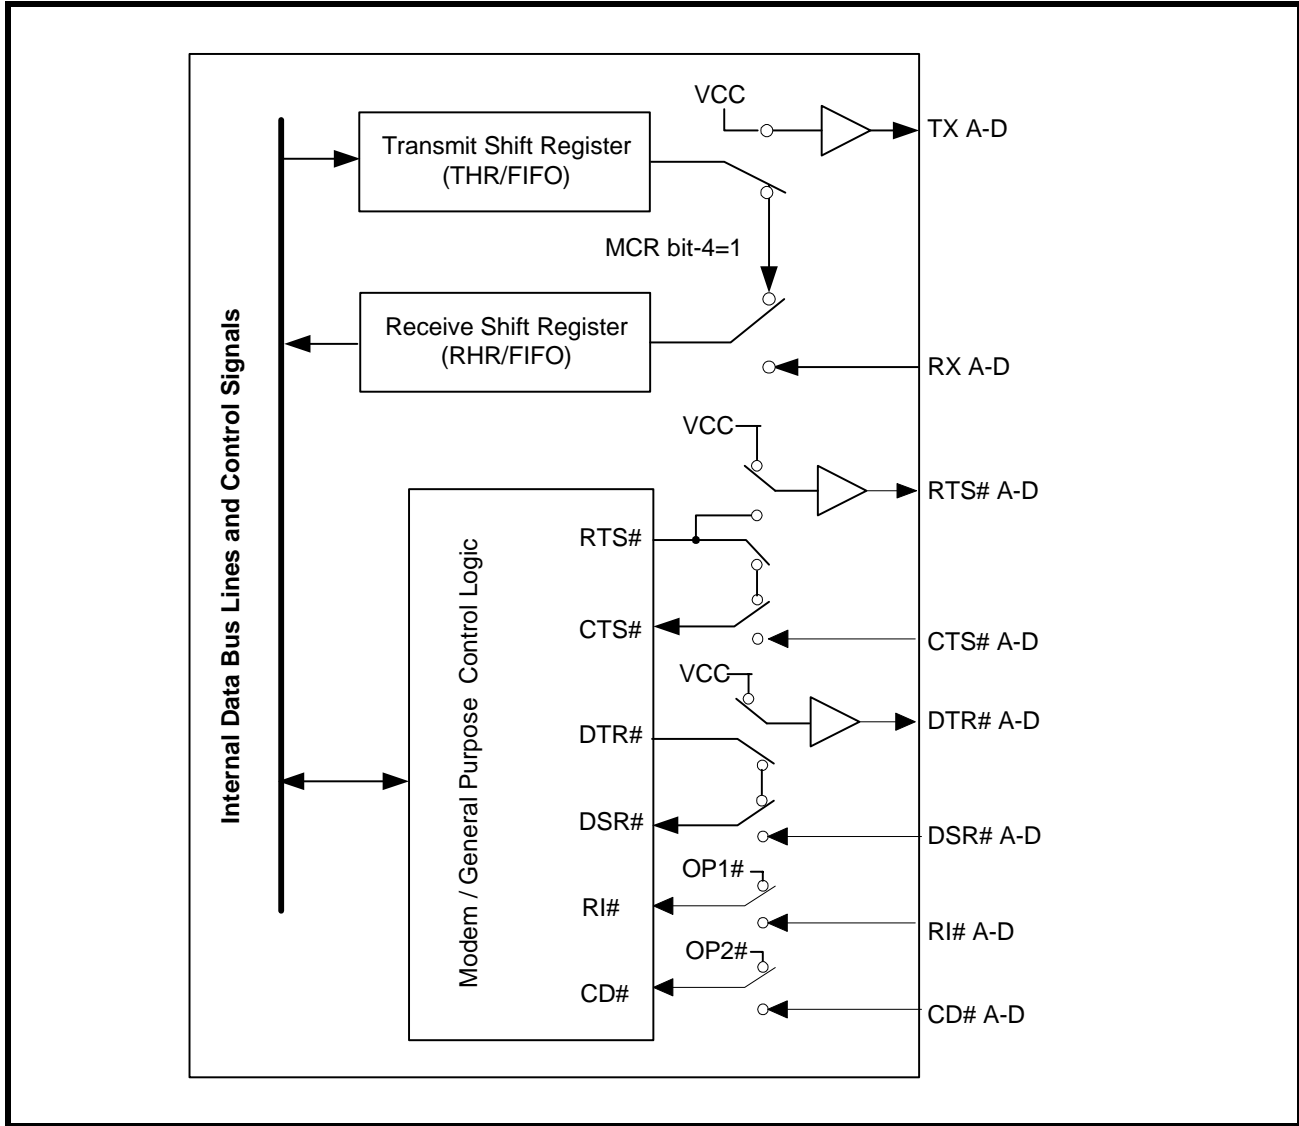 VCC
TX A-D
Transmit Shift Register
(THR/FIFO)
MCR bit-4=1
Receive Shift Register
(RHR/FIFO)
RX A-D
Internal Data Bus Lines and Control Signals
VCC
RTS# A-D
Modem / General Purpose Control Logic
RTS#
CTS#
CTS# A-D
VCC
DTR# A-D
DTR#
DSR#
DSR# A-D
OP1#
RI#
RI# A-D
OP2#
CD#
CD# A-D